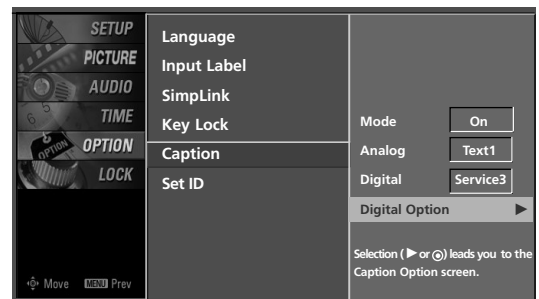 SETUP
PICTURE
AUDIO
TIME
OPTION
LOCK
Move MENU Prev
Language
Input Label
SimpLink
Key Lock
Caption
Set ID
Mode On
Analog Text1
Digital Service3
Digital Option ▶
Selection ( ▶ or ◉) leads you to the
Caption Option screen.